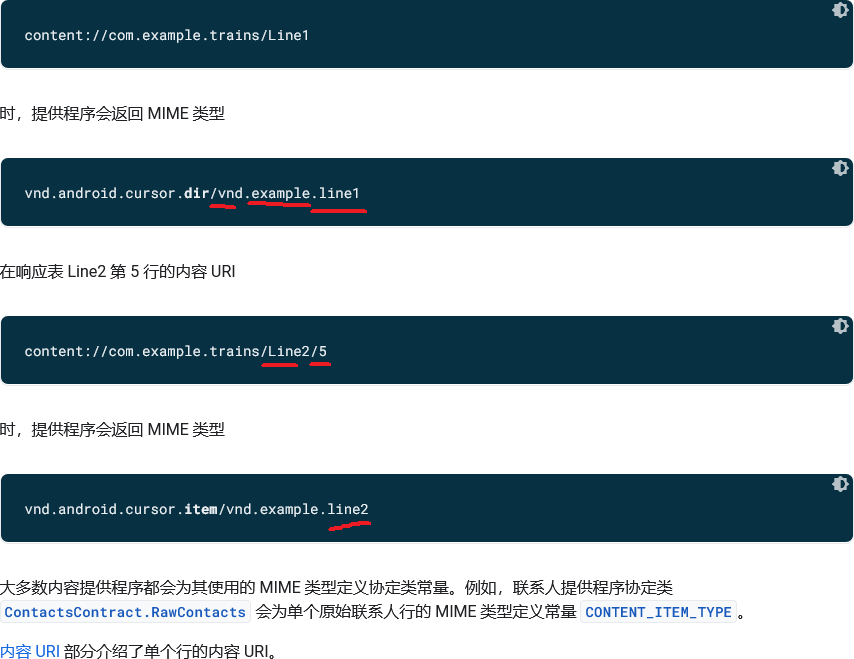 content://com.example.trains/Line1
时，提供程序会返回 MIME 类型
vnd.android.cursor.dir/vnd.example.line1
在响应表 Line2 第 5 行的内容 URI
content://com.example.trains/Line2/5
时，提供程序会返回 MIME 类型
vnd.android.cursor.item/vnd.example.line2
大多数内容提供程序都会为其使用的 MIME 类型定义协定类常量。例如，联系人提供程序协定类
ContactsContract.RawContacts 会为单个原始联系人行的 MIME 类型定义常量 CONTENT_ITEM_TYPE 。
内容 URI 部分介绍了单个行的内容 URI。